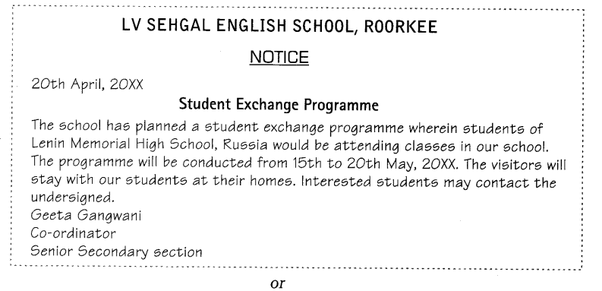 LV SEHGAL ENGLISH SCHOOL, ROORKEE
NOTICE
20th April, 20XX
Student Exchange Programme
The school has planned a student exchange programme wherein students of
Lenin Memorial High School, Russia would be attending classes in our school.
The programme will be conducted from 15th to 20th May, 20XX. The visitors will
stay with our students at their homes. Interested students may contact the
undersigned.
Geeta Gangwani
Co-ordinator
Senior Secondary section
or